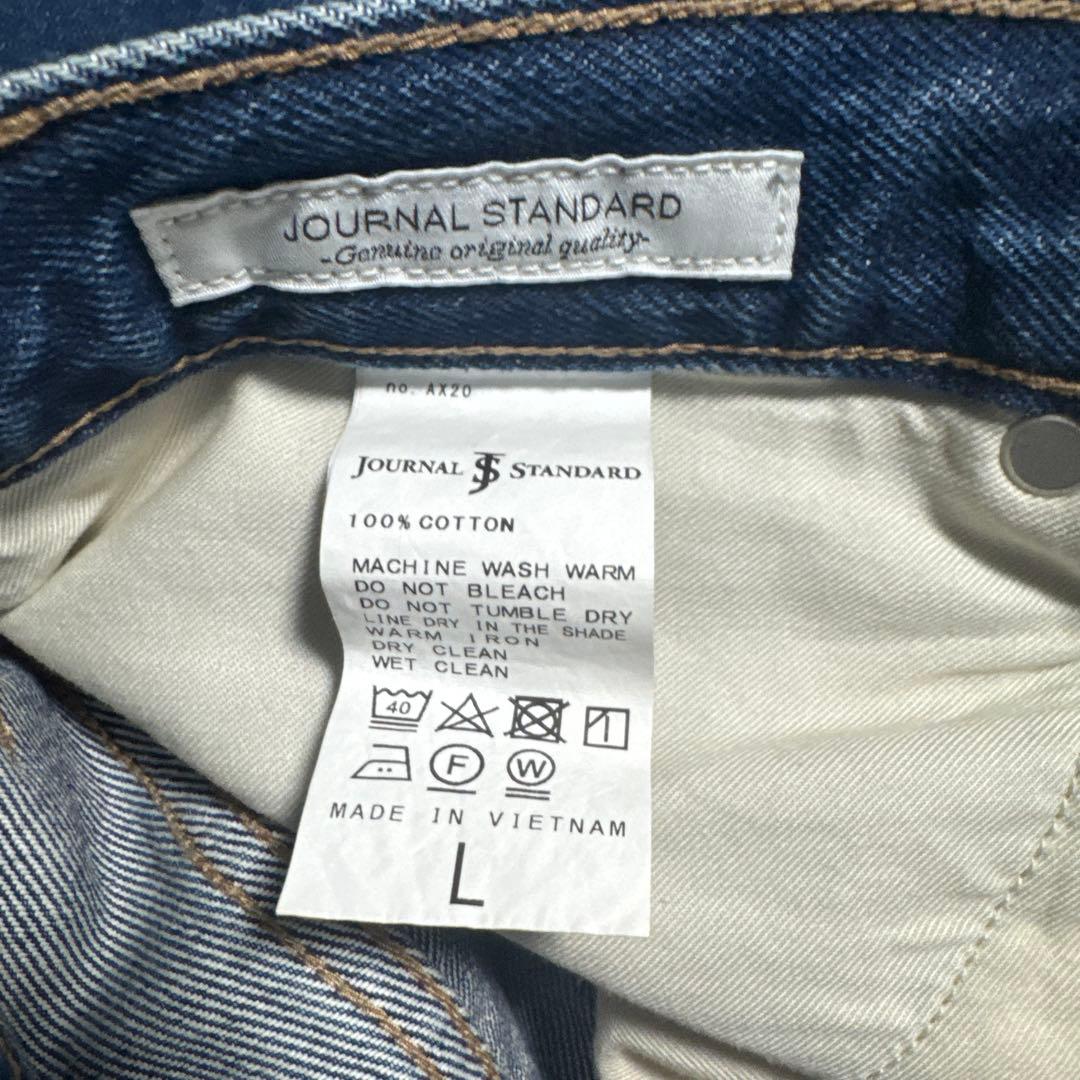 JOURNAL STANDARD
-Genuine original quality-
no. AX20
JOURNAL JS STANDARD
100% COTTON
MACHINE WASH WARM
DO NOT BLEACH
DO NOT TUMBLE DRY
LINE DRY IN THE SHADE
WARM IRON
DRY CLEAN
WET CLEAN
40
F W
MADE IN VIETNAM
L